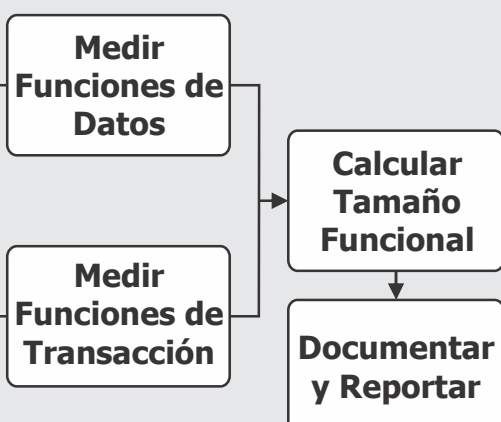 Medir
Funciones de
Datos
Calcular
Tamaño
Funcional
Medir
Funciones de
Transacción
Documentar
y Reportar